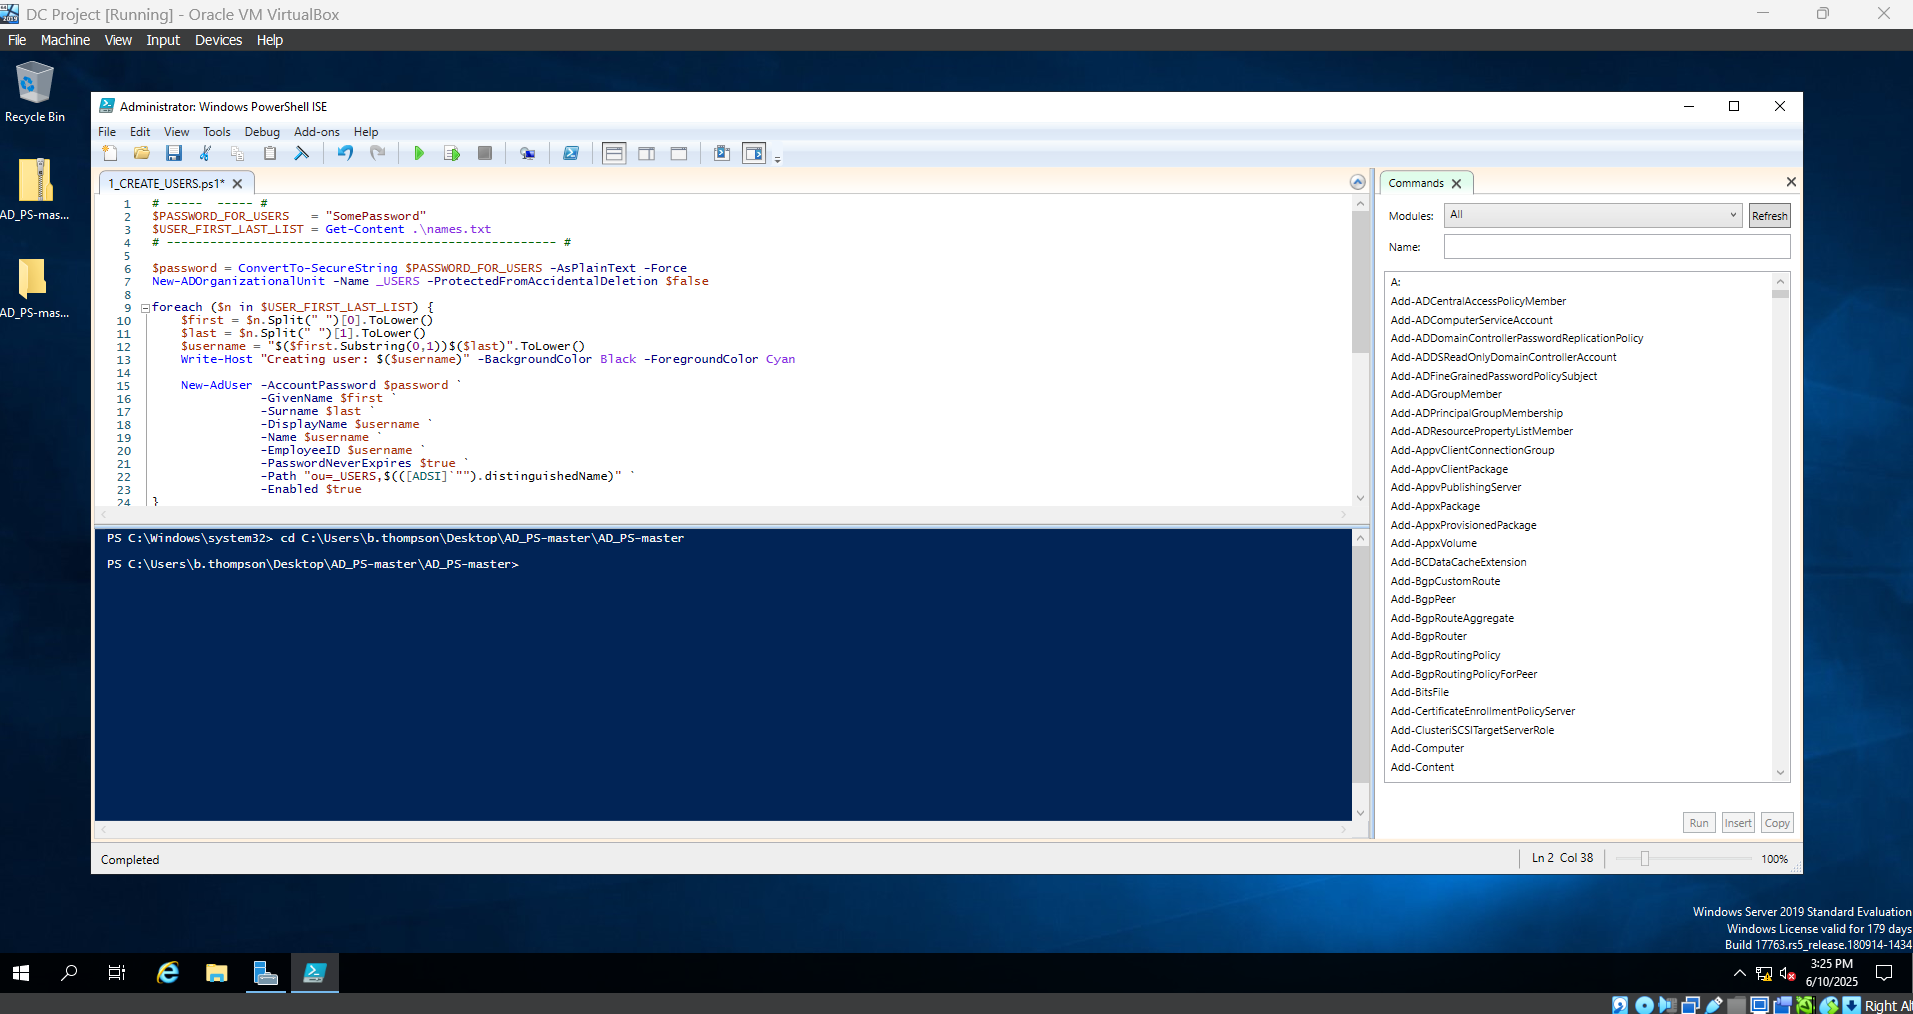 DC Project [Running] - Oracle VM VirtualBox
File Machine View Input Devices Help
Recycle Bin
AD_PS-mas...
AD_PS-mas...
Administrator: Windows PowerShell ISE
File Edit View Tools Debug Add-ons Help
1_CREATE_USERS.ps1*
1 # ----- ----- #
2 $PASSWORD_FOR_USERS   = "SomePassword"
3 $USER_FIRST_LAST_LIST = Get-Content .\names.txt
4 # ------------------------------------------------------ #
5
6 $password = ConvertTo-SecureString $PASSWORD_FOR_USERS -AsPlainText -Force
7 New-ADOrganizationalUnit -Name _USERS -ProtectedFromAccidentalDeletion $false
8
9 foreach ($n in $USER_FIRST_LAST_LIST) {
10     $first = $n.Split(" ")[0].ToLower()
11     $last = $n.Split(" ")[1].ToLower()
12     $username = "$($first.Substring(0,1))$($last)".ToLower()
13     Write-Host "Creating user: $($username)" -BackgroundColor Black -ForegroundColor Cyan
14
15     New-AdUser -AccountPassword $password `
16                -GivenName $first `
17                -Surname $last `
18                -DisplayName $username `
19                -Name $username `
20                -EmployeeID $username `
21                -PasswordNeverExpires $true `
22                -Path "ou=_USERS,$(([ADSI]`"").distinguishedName)" `
23                -Enabled $true
24 }
PS C:\Windows\system32> cd C:\Users\b.thompson\Desktop\AD_PS-master\AD_PS-master
PS C:\Users\b.thompson\Desktop\AD_PS-master\AD_PS-master>
Commands
Modules: All Refresh
Name:
A:
Add-ADCentralAccessPolicyMember
Add-ADComputerServiceAccount
Add-ADDomainControllerPasswordReplicationPolicy
Add-ADDSReadOnlyDomainControllerAccount
Add-ADFineGrainedPasswordPolicySubject
Add-ADGroupMember
Add-ADPrincipalGroupMembership
Add-ADResourcePropertyListMember
Add-AppvClientConnectionGroup
Add-AppvClientPackage
Add-AppvPublishingServer
Add-AppxPackage
Add-AppxProvisionedPackage
Add-AppxVolume
Add-BCDataCacheExtension
Add-BgpCustomRoute
Add-BgpPeer
Add-BgpRouteAggregate
Add-BgpRouter
Add-BgpRoutingPolicy
Add-BgpRoutingPolicyForPeer
Add-BitsFile
Add-CertificateEnrollmentPolicyServer
Add-ClusteriSCSITargetServerRole
Add-Computer
Add-Content
Run Insert Copy
Completed
Ln 2 Col 38
100%
Windows Server 2019 Standard Evaluation
Windows License valid for 179 days
Build 17763.rs5_release.180914-1434
3:25 PM
6/10/2025
Right Alt